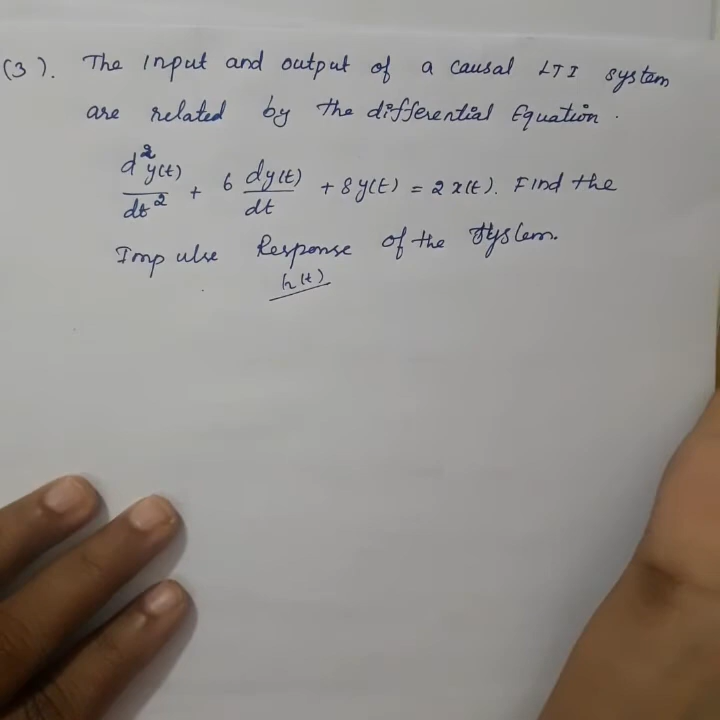 (3). The Input and output of a causal LTI system
are related by the differential Equation.
d²y(t)/dt² + 6 dy(t)/dt + 8y(t) = 2x(t). Find the
Impulse Response of the System.
h(t)